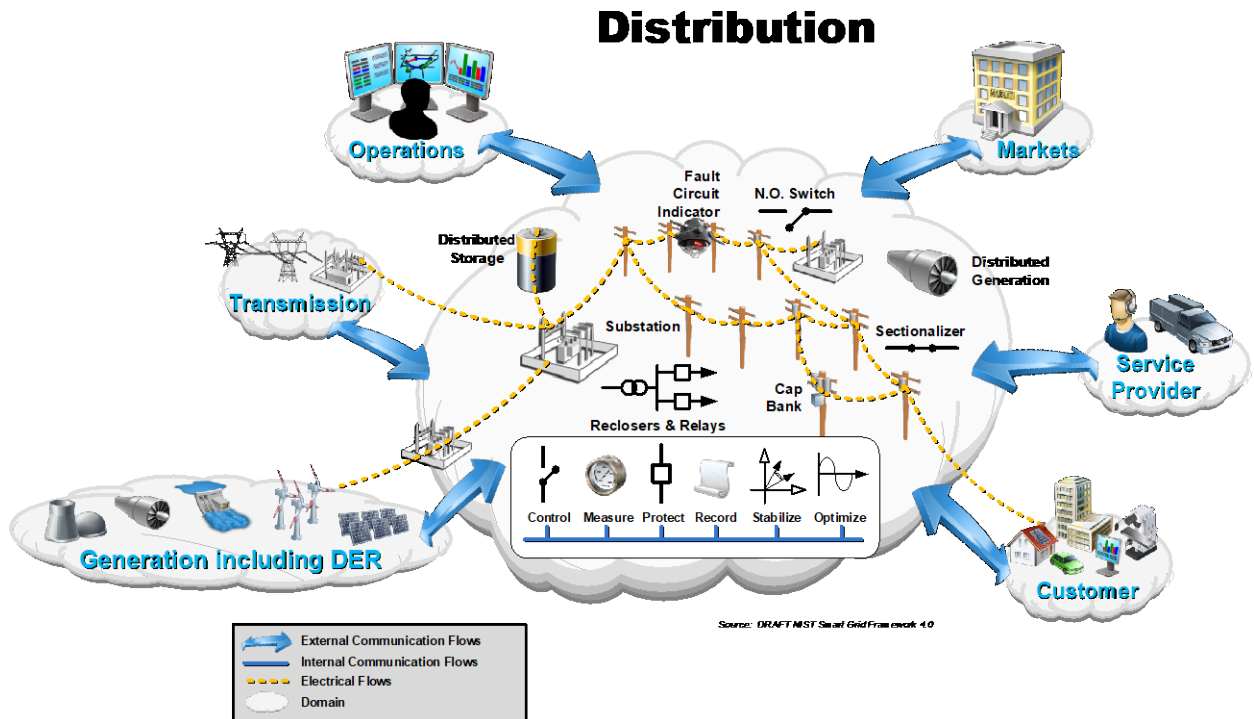 Distribution
Operations
MARKET
Markets
Fault
Circuit
Indicator
N.O. Switch
Distributed
Storage
Distributed
Generation
Transmission
Substation
Sectionalizer
Service
Provider
Cap
Bank
Reclosers & Relays
Control
Measure
Protect
Record
Stabilize
Optimize
Generation including DER
Customer
Source: DRAFT NIST Smart Grid Framework 4.0
External Communication Flows
Internal Communication Flows
Electrical Flows
Domain